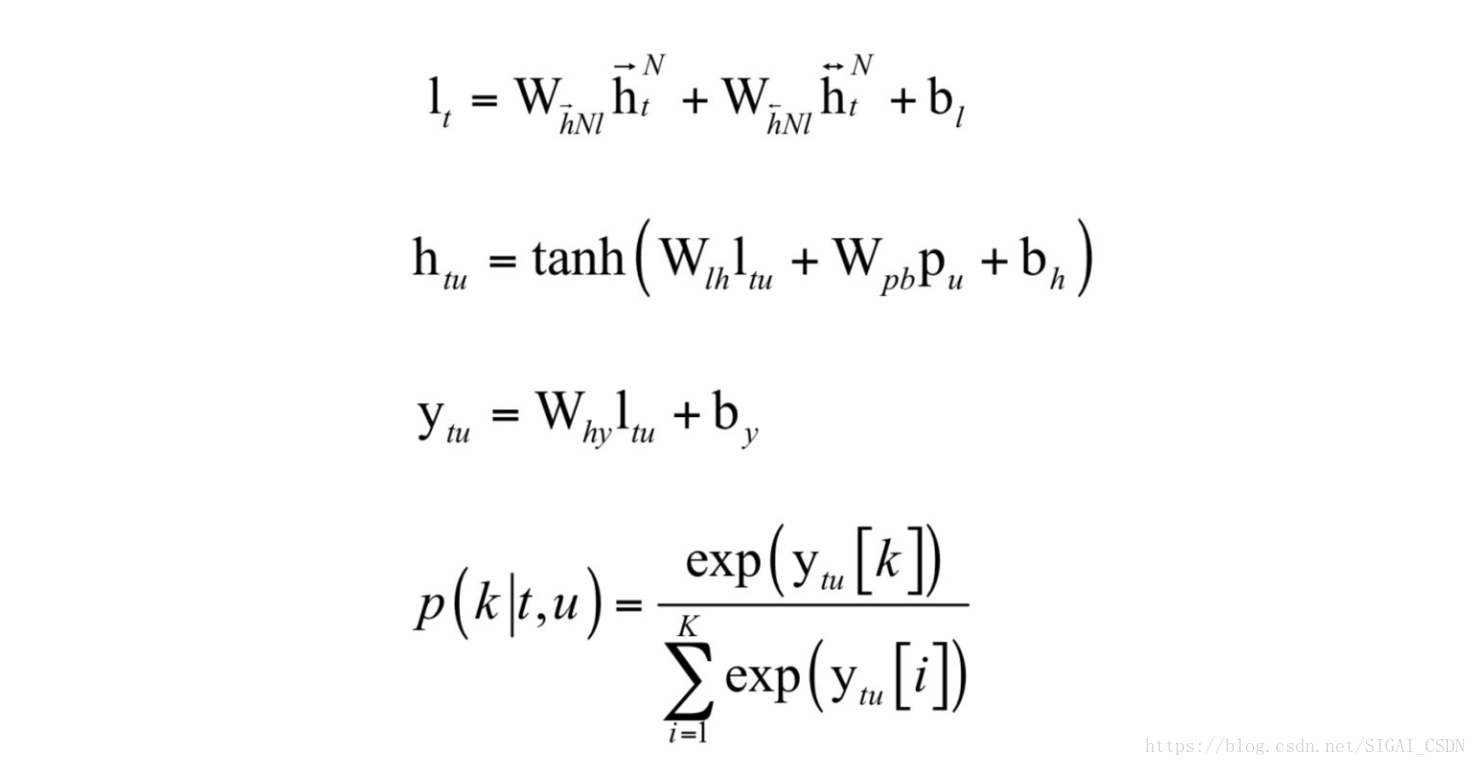 l_t = W_{\vec{h}Nl} \vec{h}_t^N + W_{\overleftarrow{h}Nl} \overleftrightarrow{h}_t^N + b_l
h_{tu} = tanh(W_{lh} l_{tu} + W_{pb} p_u + b_h)
y_{tu} = W_{hy} l_{tu} + b_y
p(k|t,u) = \frac{exp(y_{tu}[k])}{\sum_{i=1}^{K} exp(y_{tu}[i])}
https://blog.csdn.net/SIGAI_CSDN